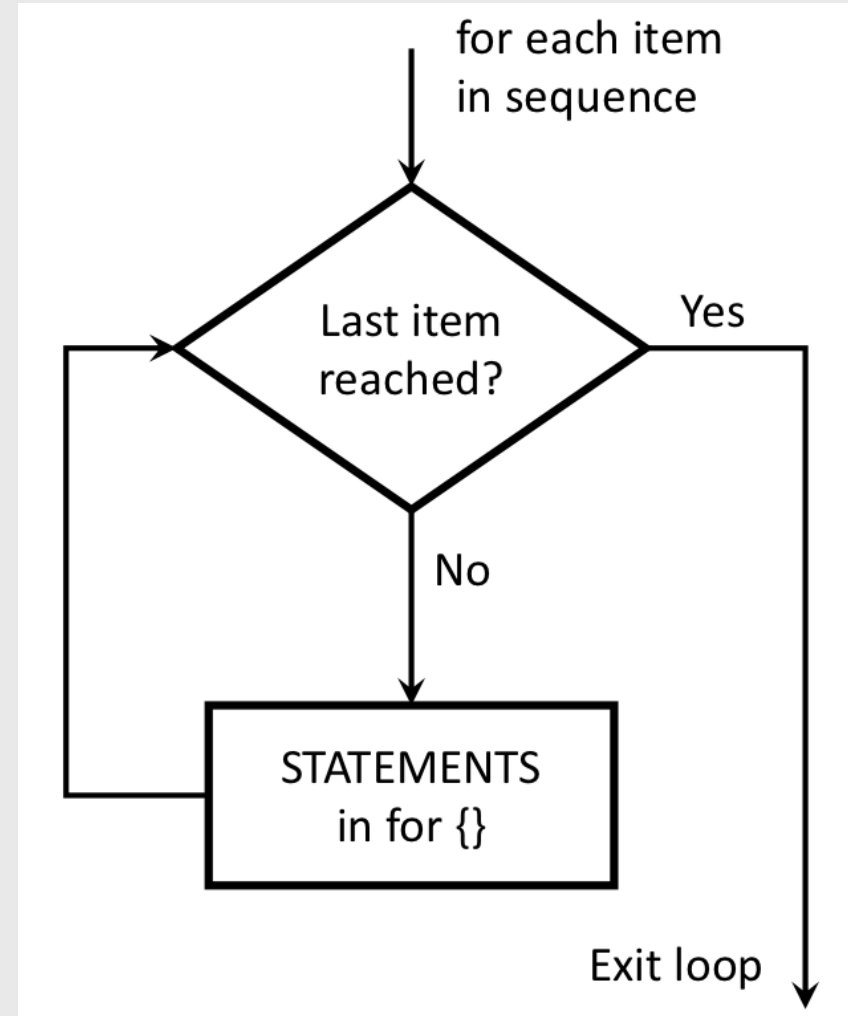 for each item
in sequence
Last item
reached?
Yes
No
STATEMENTS
in for {}
Exit loop